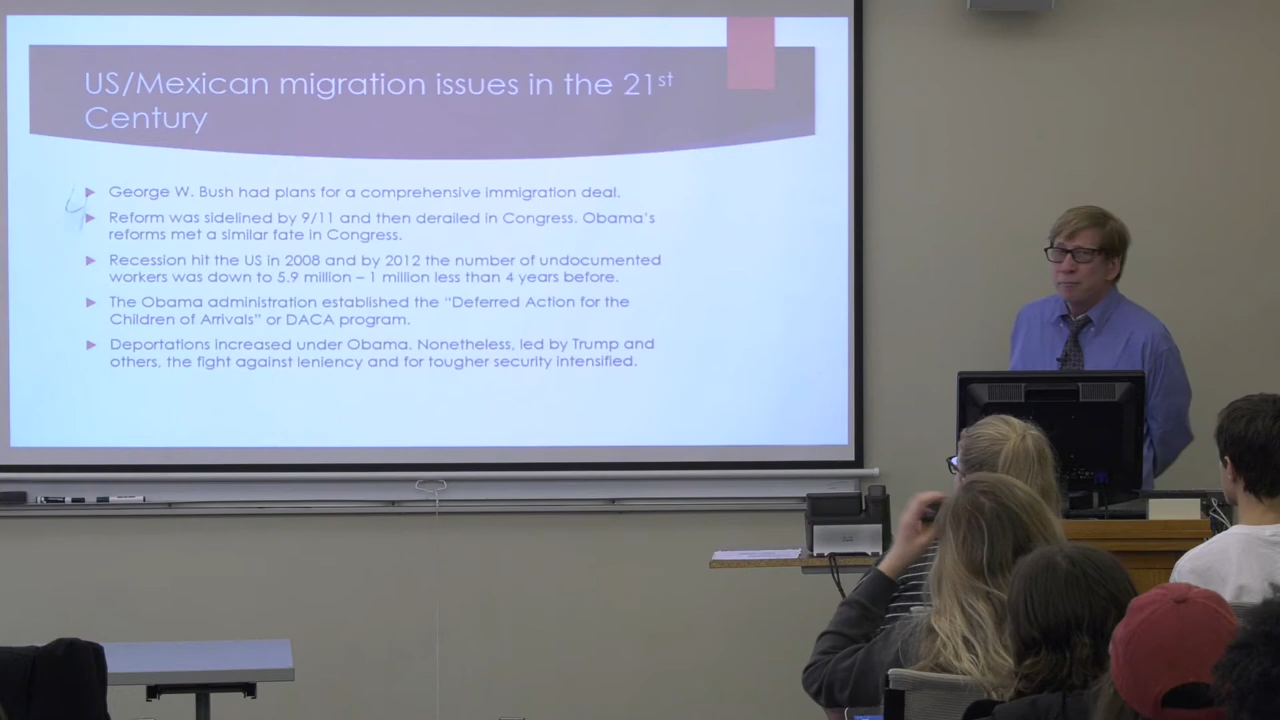 US/Mexican migration issues in the 21st
Century
► George W. Bush had plans for a comprehensive immigration deal.
► Reform was sidelined by 9/11 and then derailed in Congress. Obama's
reforms met a similar fate in Congress.
► Recession hit the US in 2008 and by 2012 the number of undocumented
workers was down to 5.9 million – 1 million less than 4 years before.
► The Obama administration established the "Deferred Action for the
Children of Arrivals" or DACA program.
► Deportations increased under Obama. Nonetheless, led by Trump and
others, the fight against leniency and for tougher security intensified.